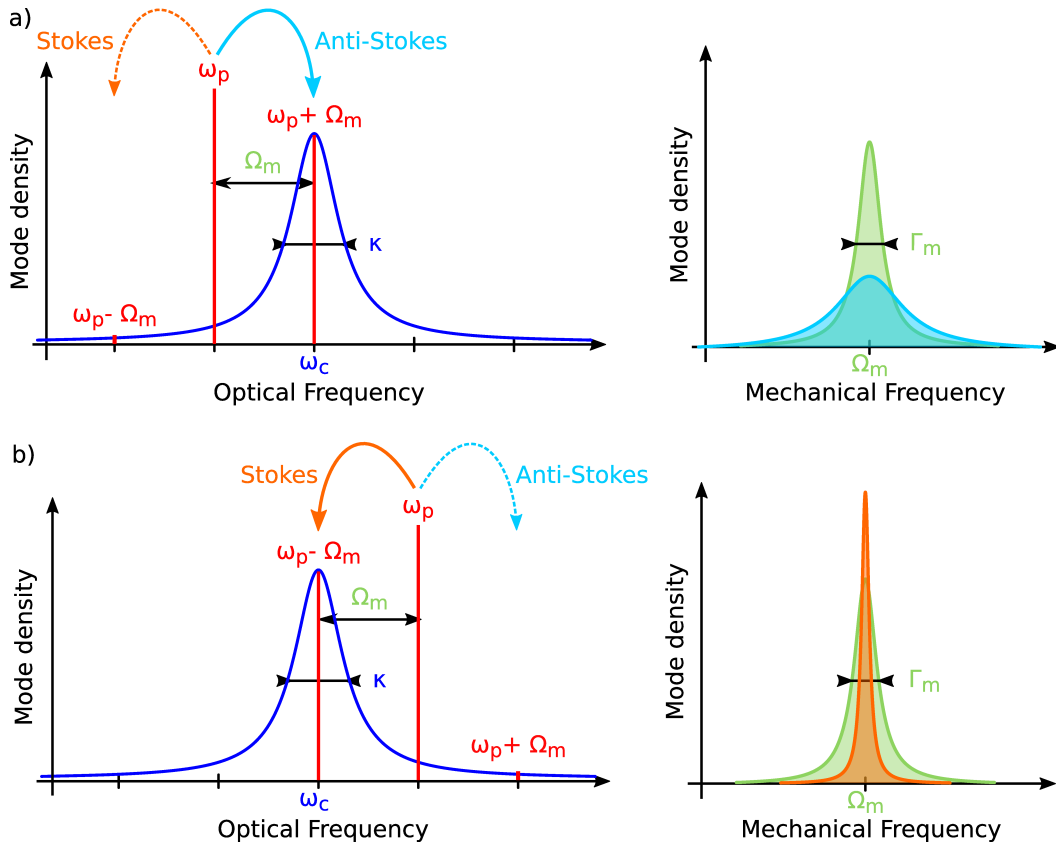 a)
Stokes
Anti-Stokes
ωp
ωp+ Ωm
Ωm
κ
ωp- Ωm
ωc
Mode density
Optical Frequency
Mode density
Γm
Ωm
Mechanical Frequency
b)
Stokes
Anti-Stokes
ωp
ωp- Ωm
Ωm
κ
ωp+ Ωm
ωc
Mode density
Optical Frequency
Mode density
Γm
Ωm
Mechanical Frequency